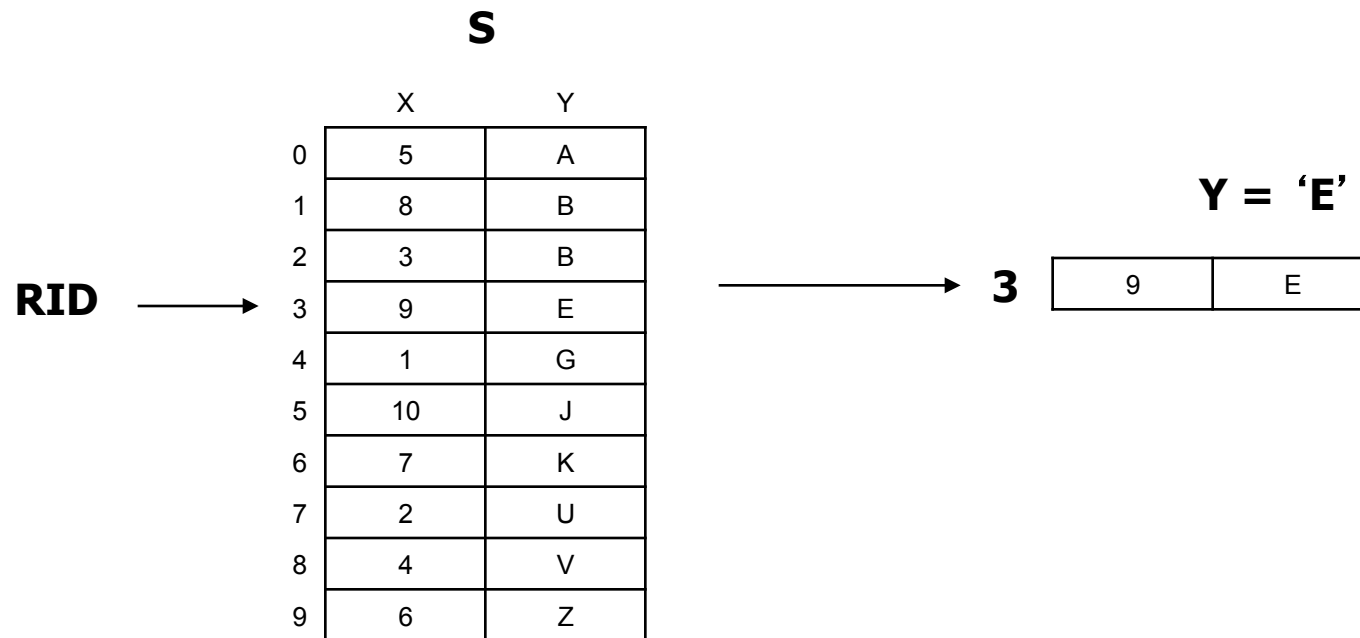 S
X Y
0 5 A
1 8 B
2 3 B
Y = ‘E’
RID 3 9 E 3 9 E
4 1 G
5 10 J
6 7 K
7 2 U
8 4 V
9 6 Z